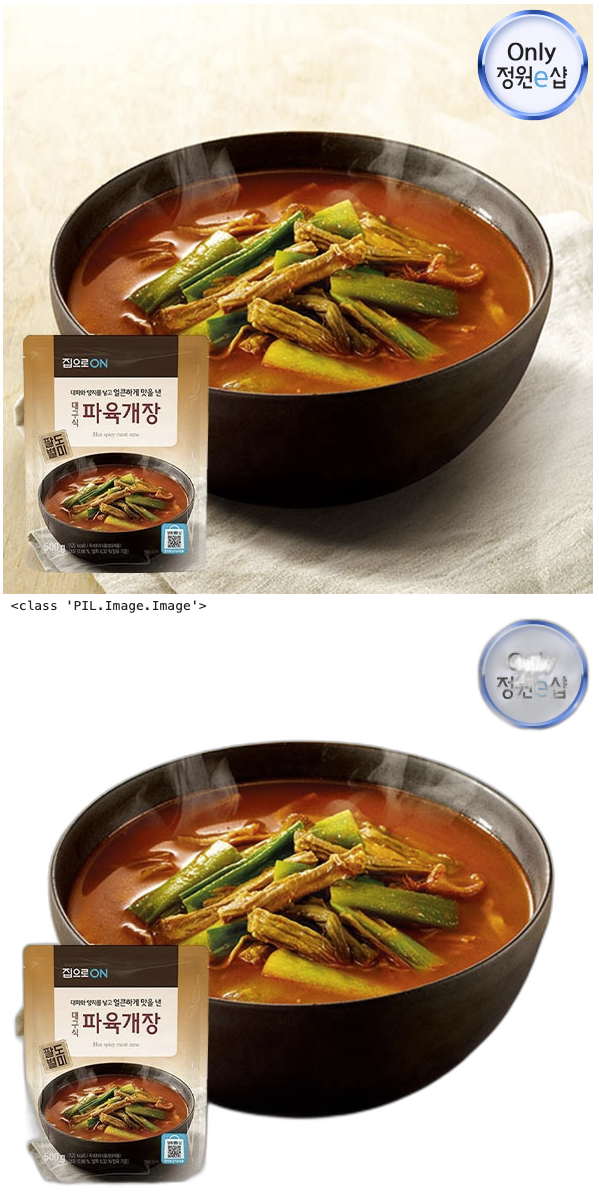 Only
정원e샵
집으로ON
대파와 양지를 넣고 얼큰하게 맛을 낸
대구식
파육개장
Hot spicy meat stew
팔도
별미
500 g
<class 'PIL.Image.Image'>
Only
정원e샵
집으로ON
대파와 양지를 넣고 얼큰하게 맛을 낸
대구식
파육개장
Hot spicy meat stew
팔도
별미
500 g